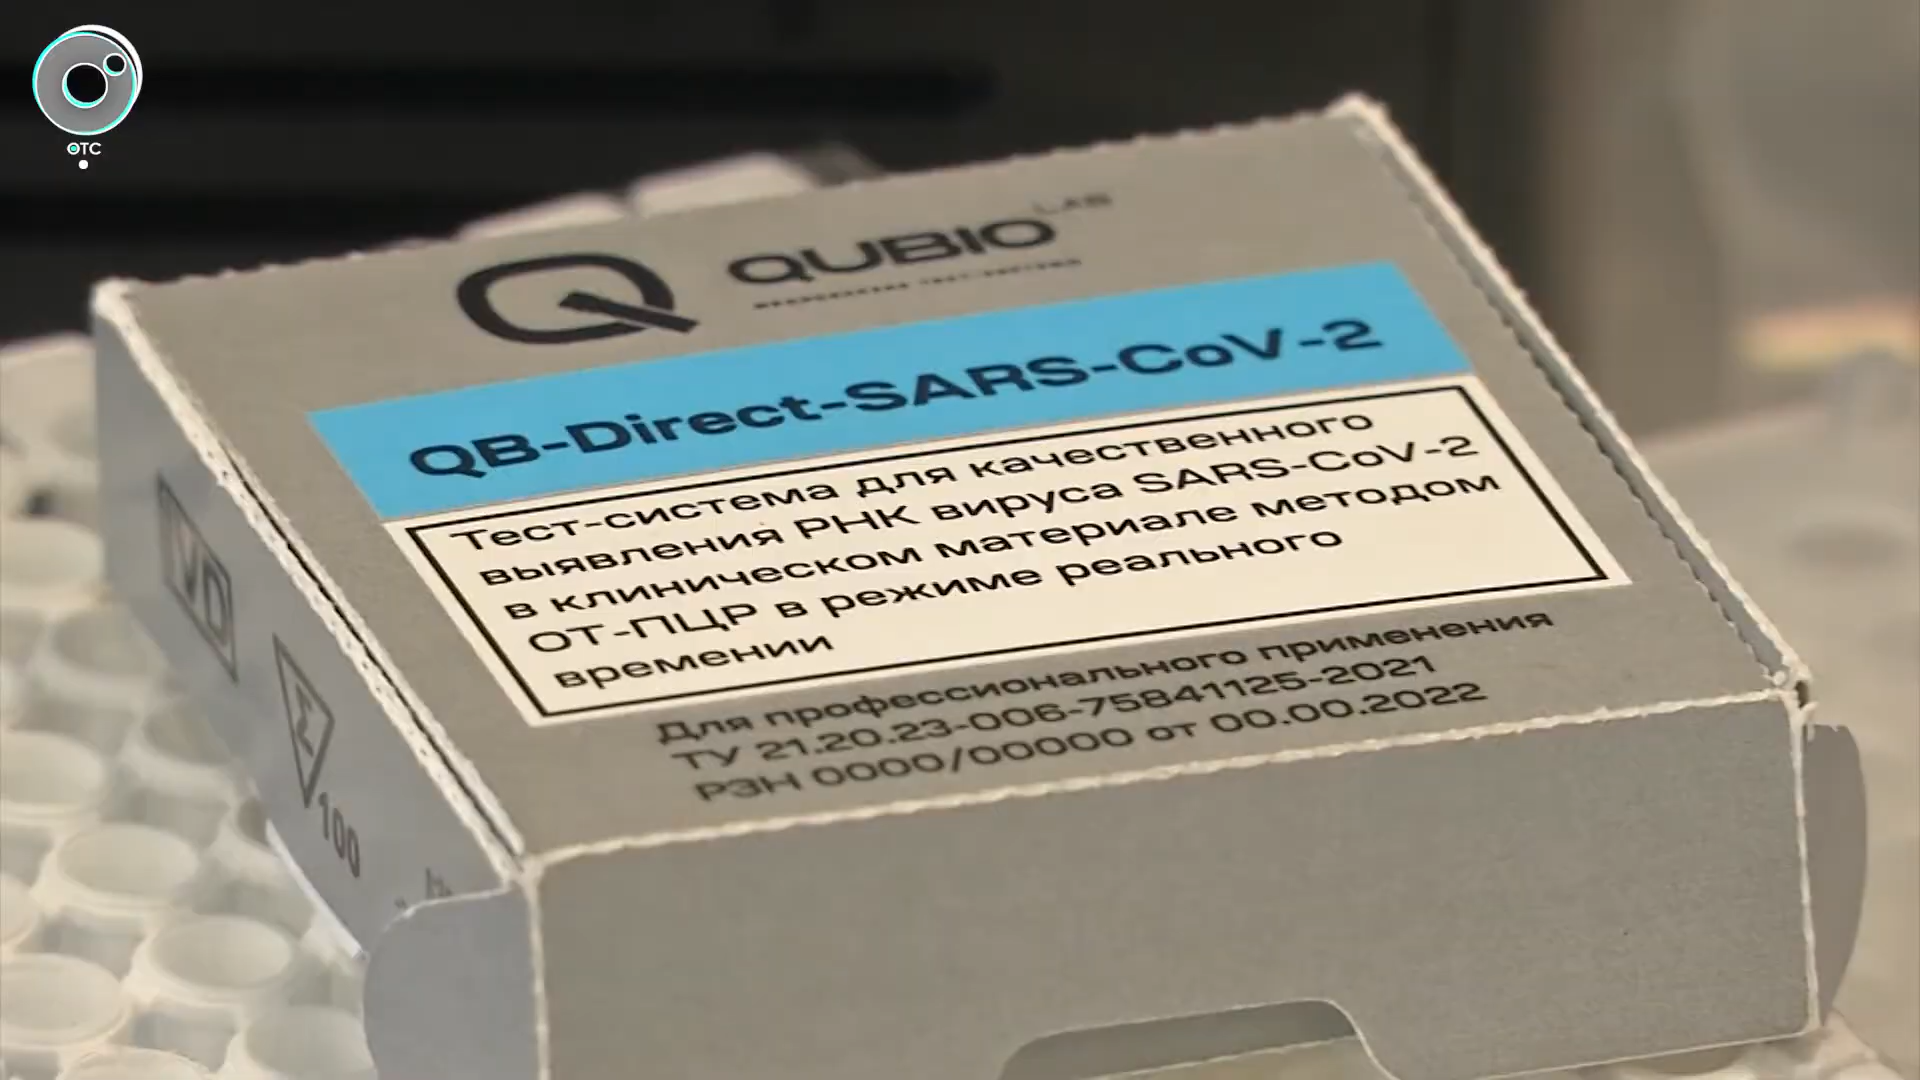 ОТС
QUBIO LAB
QB-Direct-SARS-CoV-2
Тест-система для качественного
выявления РНК вируса SARS-CoV-2
в клиническом материале методом
ОТ-ПЦР в режиме реального
времении
Для профессионального применения
ТУ 21.20.23-006-75841125-2021
РЗН 0000/00000 от 00.00.2022
IVD
Σ
100